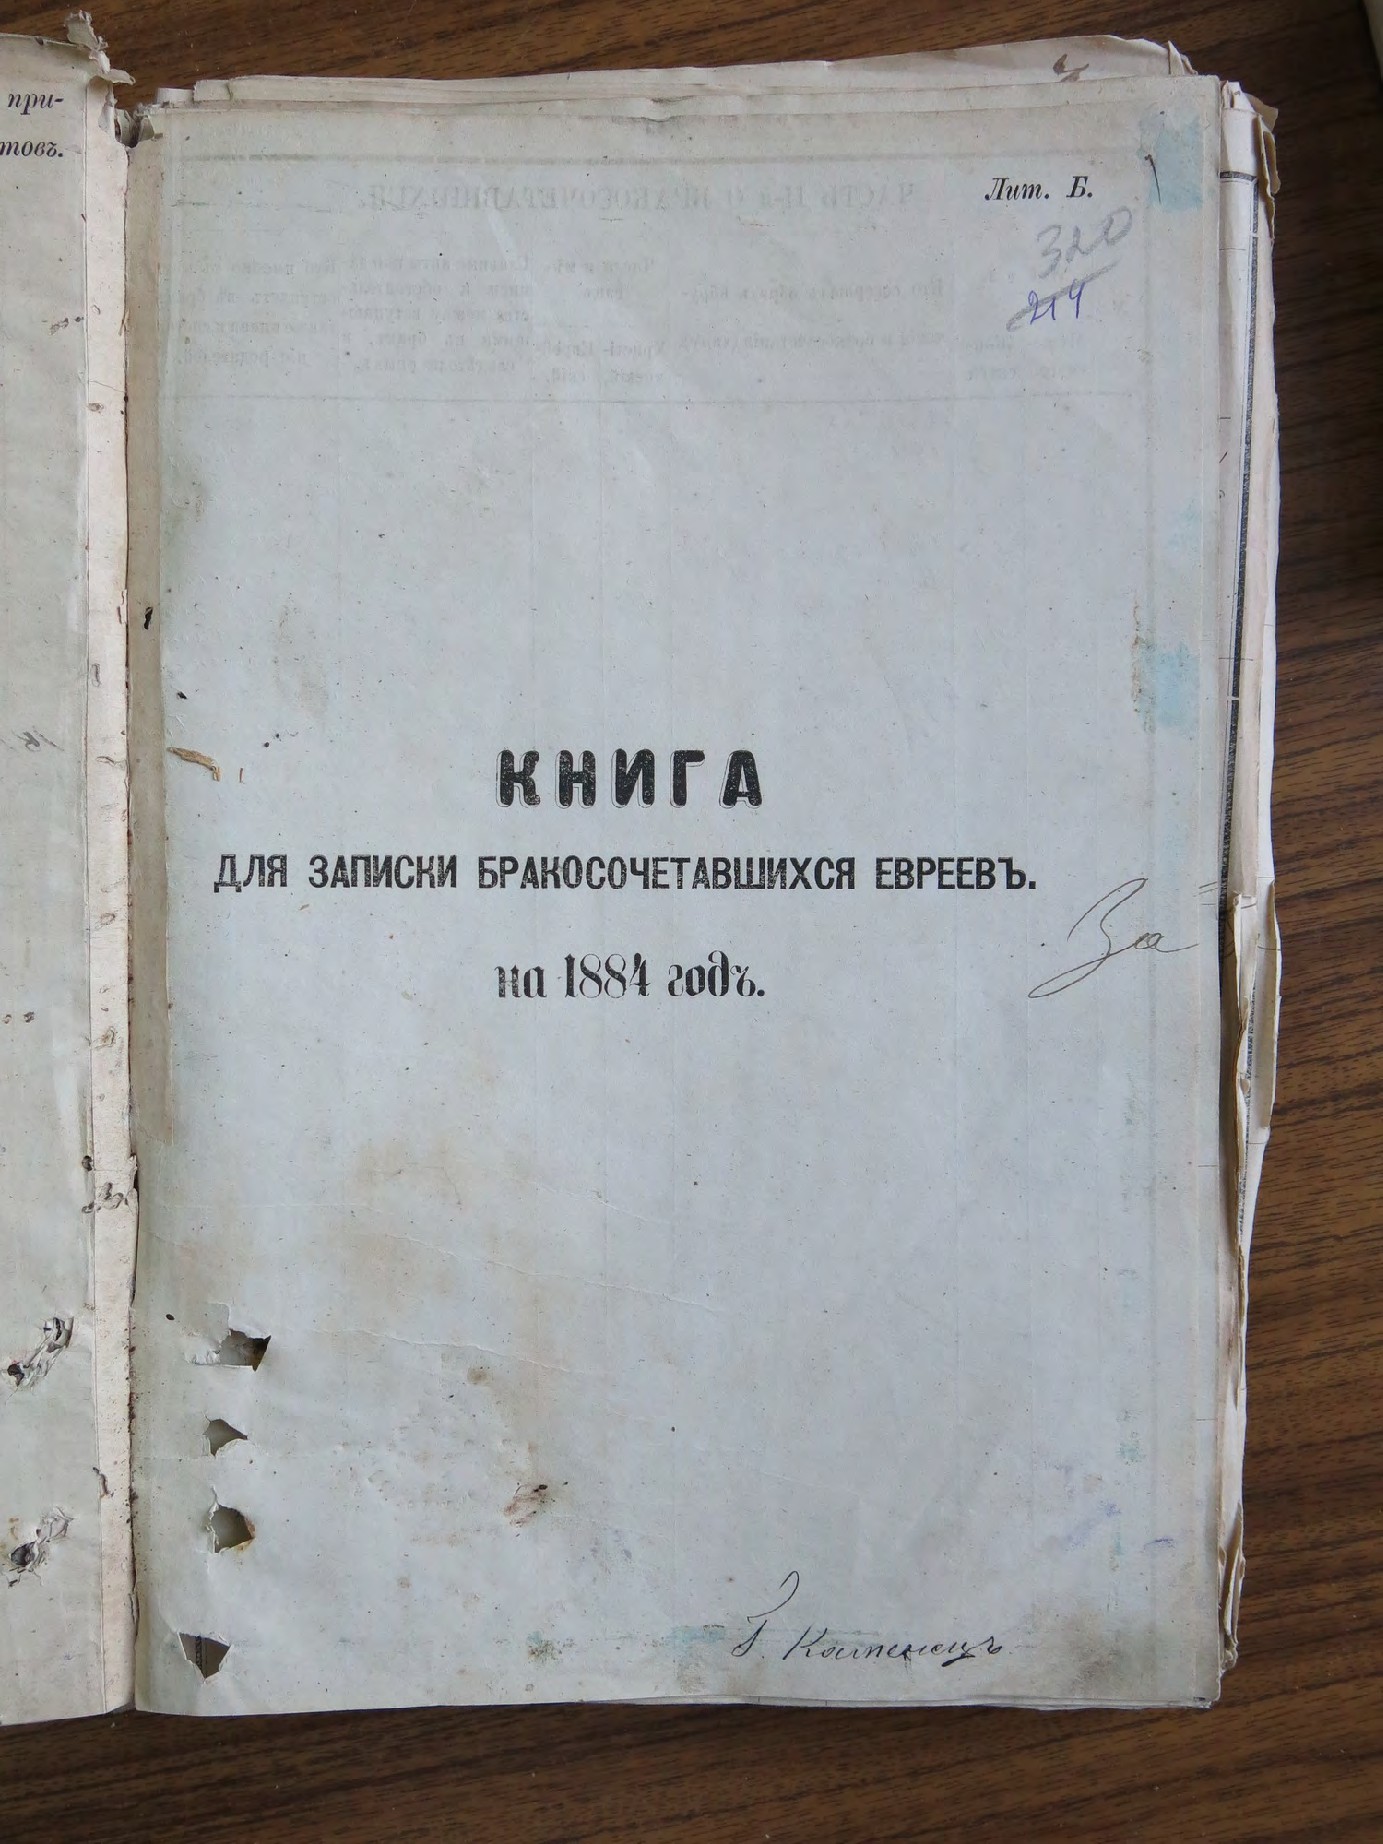 при-
товъ.
Лит. Б.
320
214
КНИГА
ДЛЯ ЗАПИСКИ БРАКОСОЧЕТАВШИХСЯ ЕВРЕЕВЪ.
на 1884 годъ.
За
Г. Каменецъ